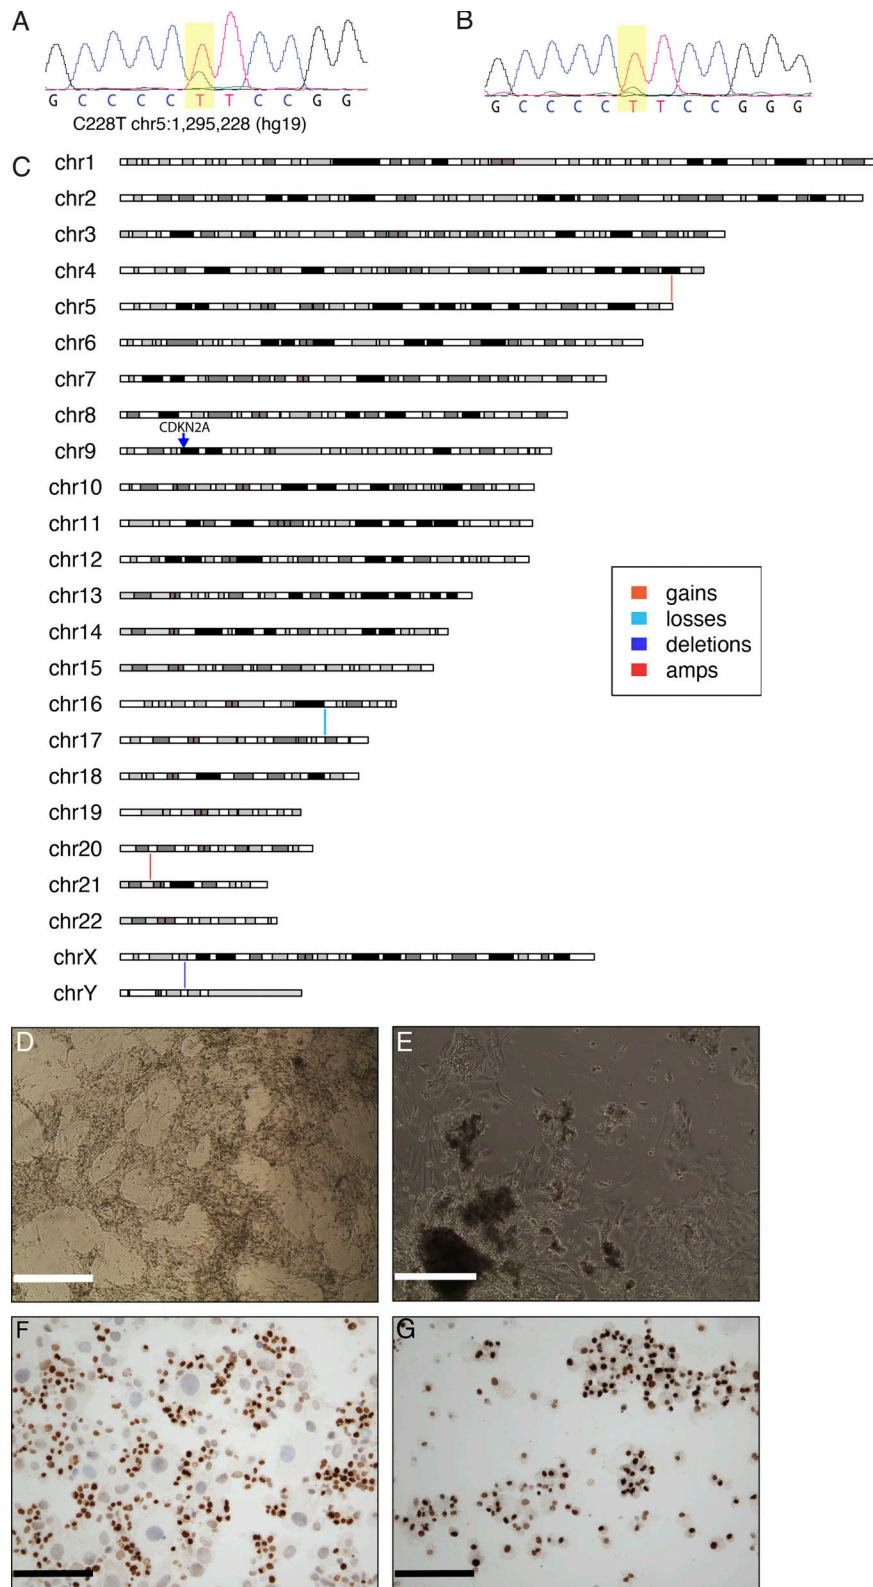 A
G C C C C T T C C G G
C228T chr5:1,295,228 (hg19)
B
G C C C C T T C C G G G
C
chr1
chr2
chr3
chr4
chr5
chr6
chr7
chr8
CDKN2A
chr9
chr10
chr11
chr12
chr13
chr14
chr15
chr16
chr17
chr18
chr19
chr20
chr21
chr22
chrX
chrY
gains
losses
deletions
amps
D
E
F
G